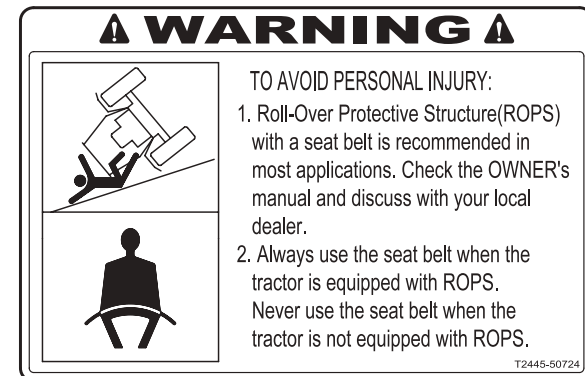 WARNING
TO AVOID PERSONAL INJURY:
1. Roll-Over Protective Structure(ROPS)
with a seat belt is recommended in
most applications. Check the OWNER's
manual and discuss with your local
dealer.
2. Always use the seat belt when the
tractor is equipped with ROPS.
Never use the seat belt when the
tractor is not equipped with ROPS.
T2445-50724